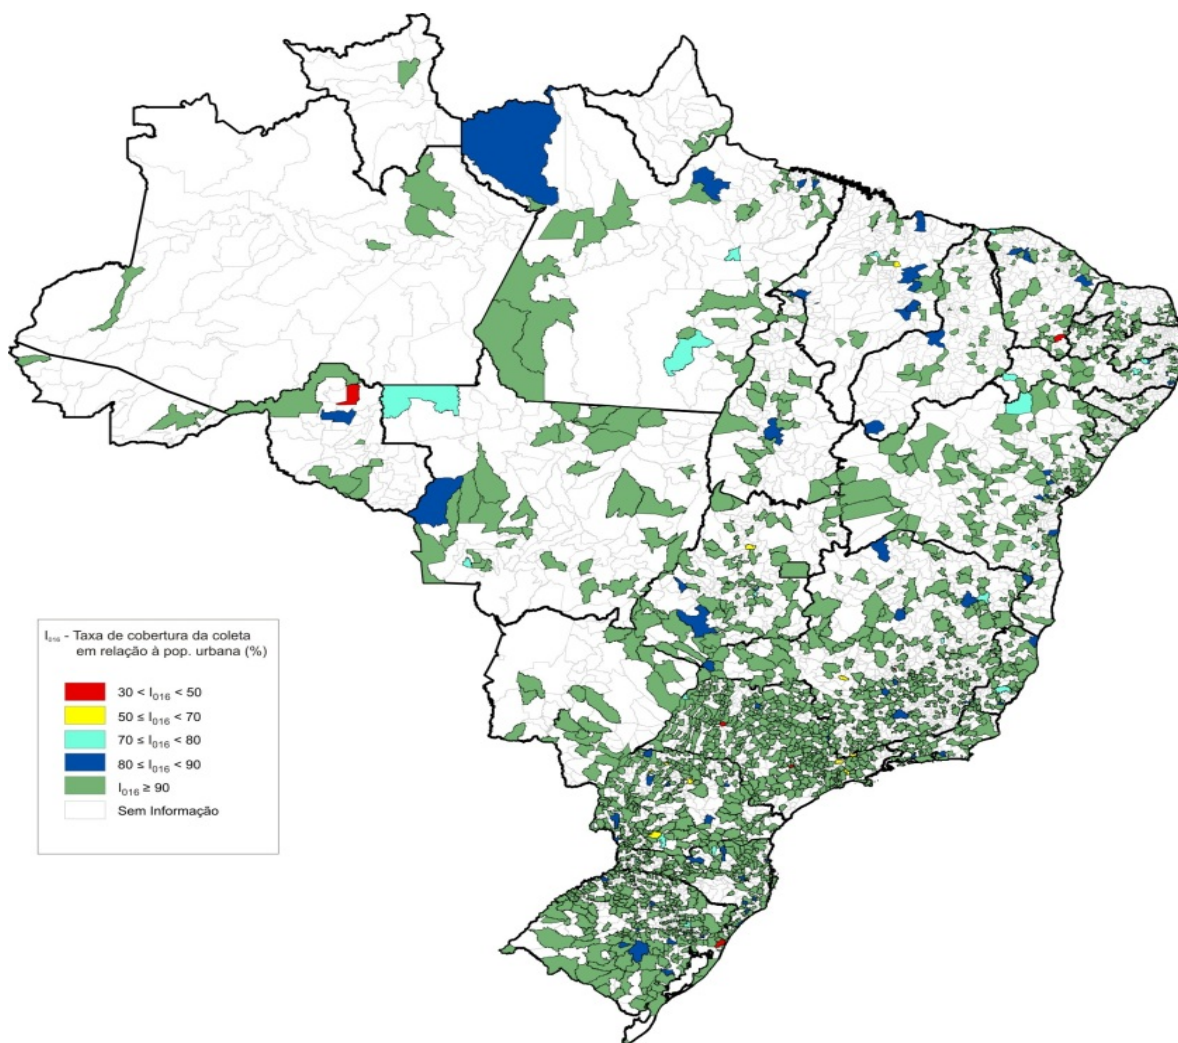 I₀₁₆ - Taxa de cobertura da coleta
em relação à pop. urbana (%)
30 < I₀₁₆ < 50
50 ≤ I₀₁₆ < 70
70 ≤ I₀₁₆ < 80
80 ≤ I₀₁₆ < 90
I₀₁₆ ≥ 90
Sem Informação